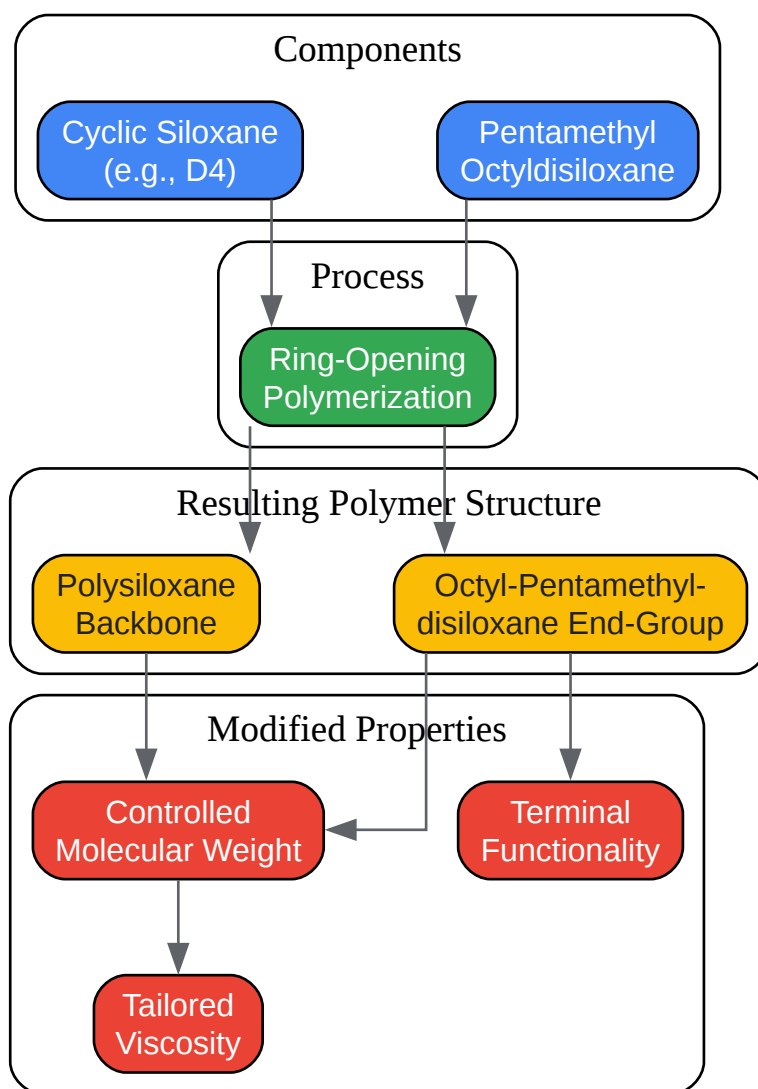 Components
Cyclic Siloxane
(e.g., D4)
Pentamethyl
Octyldisiloxane
Process
Ring-Opening
Polymerization
Resulting Polymer Structure
Polysiloxane
Backbone
Octyl-Pentamethyl-
disiloxane End-Group
Modified Properties
Controlled
Molecular Weight
Terminal
Functionality
Tailored
Viscosity